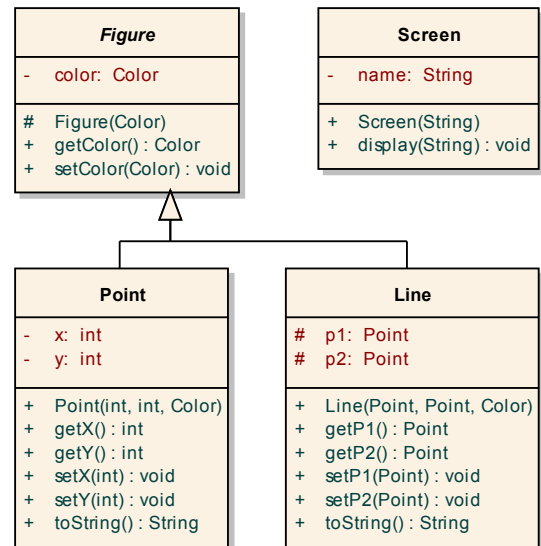 Figure
- color: Color
# Figure(Color)
+ getColor() : Color
+ setColor(Color) : void
Screen
- name: String
+ Screen(String)
+ display(String) : void
Point
- x: int
- y: int
+ Point(int, int, Color)
+ getX() : int
+ getY() : int
+ setX(int) : void
+ setY(int) : void
+ toString() : String
Line
# p1: Point
# p2: Point
+ Line(Point, Point, Color)
+ getP1() : Point
+ getP2() : Point
+ setP1(Point) : void
+ setP2(Point) : void
+ toString() : String